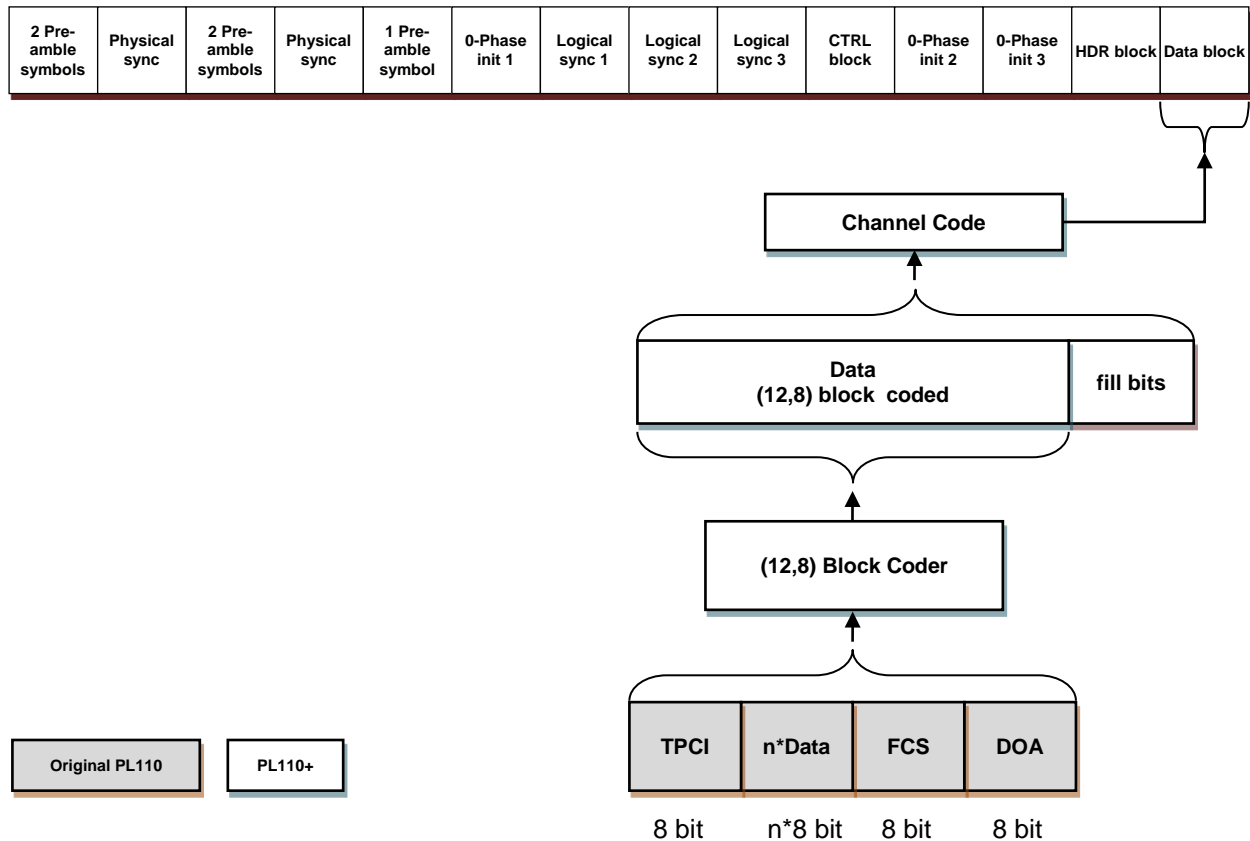 2 Pre-
amble
symbols
Physical
sync
2 Pre-
amble
symbols
Physical
sync
1 Pre-
amble
symbol
0-Phase
init 1
Logical
sync 1
Logical
sync 2
Logical
sync 3
CTRL
block
0-Phase
init 2
0-Phase
init 3
HDR block
Data block
Channel Code
Data
(12,8) block coded
fill bits
(12,8) Block Coder
TPCI
n*Data
FCS
DOA
Original PL110
PL110+
8 bit
n*8 bit
8 bit
8 bit